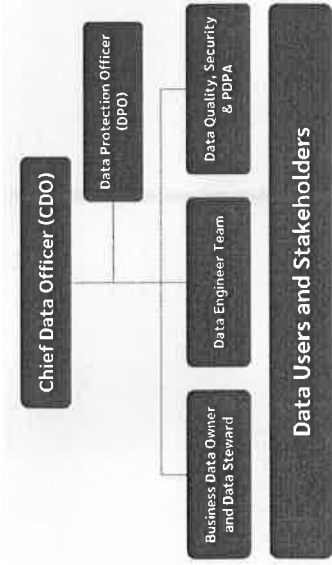 Chief Data Officer (CDO)
Data Protection Officer
(DPO)
Business Data Owner
and Data Steward
Data Engineer Team
Data Quality, Security
& PDPA
Data Users and Stakeholders